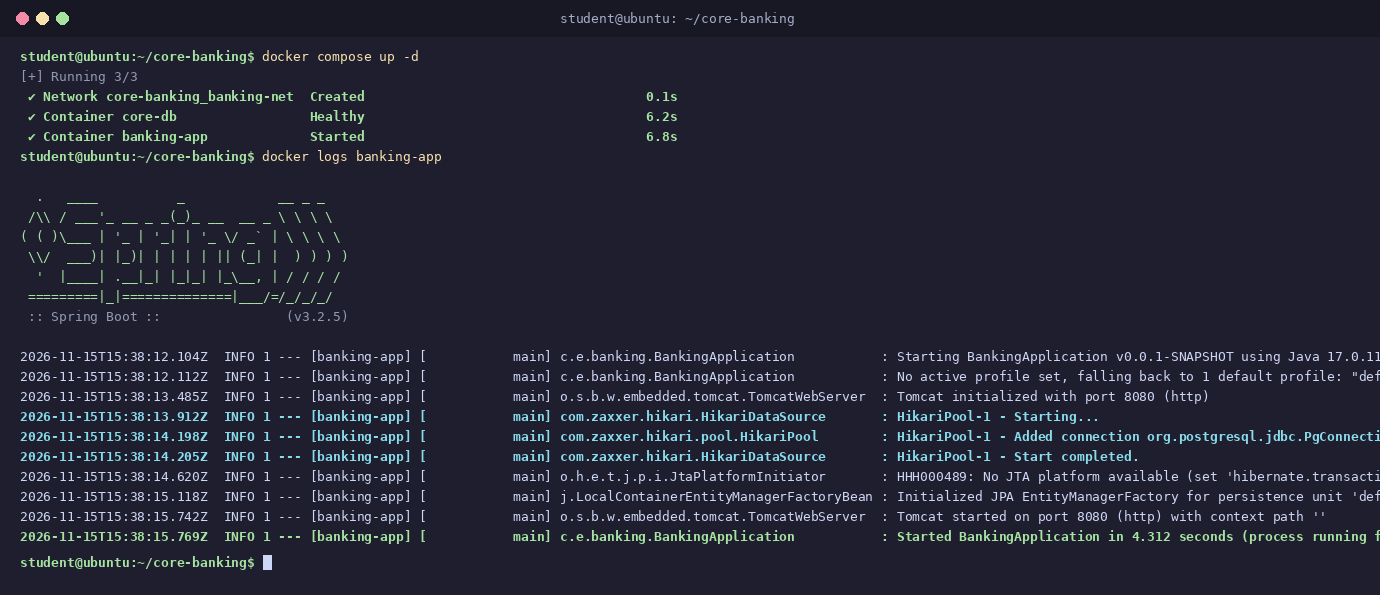 student@ubuntu: ~/core-banking
student@ubuntu:~/core-banking$ docker compose up -d
[+] Running 3/3
 ✔ Network core-banking_banking-net  Created                                    0.1s
 ✔ Container core-db                 Healthy                                    6.2s
 ✔ Container banking-app             Started                                    6.8s
student@ubuntu:~/core-banking$ docker logs banking-app
  .   ____          _            __ _ _
 /\\ / ___'_ __ _ _(_)_ __  __ _ \ \ \ \
( ( )\___ | '_ | '_| | '_ \/ _` | \ \ \ \
 \\/  ___)| |_)| | | | | || (_| |  ) ) ) )
  '  |____| .__|_| |_|_| |_\__, | / / / /
 =========|_|==============|___/=/_/_/_/
 :: Spring Boot ::                (v3.2.5)
2026-11-15T15:38:12.104Z  INFO 1 --- [banking-app] [           main] c.e.banking.BankingApplication           : Starting BankingApplication v0.0.1-SNAPSHOT using Java 17.0.11
2026-11-15T15:38:12.112Z  INFO 1 --- [banking-app] [           main] c.e.banking.BankingApplication           : No active profile set, falling back to 1 default profile: "def
2026-11-15T15:38:13.485Z  INFO 1 --- [banking-app] [           main] o.s.b.w.embedded.tomcat.TomcatWebServer  : Tomcat initialized with port 8080 (http)
2026-11-15T15:38:13.912Z  INFO 1 --- [banking-app] [           main] com.zaxxer.hikari.HikariDataSource       : HikariPool-1 - Starting...
2026-11-15T15:38:14.198Z  INFO 1 --- [banking-app] [           main] com.zaxxer.hikari.pool.HikariPool        : HikariPool-1 - Added connection org.postgresql.jdbc.PgConnecti
2026-11-15T15:38:14.205Z  INFO 1 --- [banking-app] [           main] com.zaxxer.hikari.HikariDataSource       : HikariPool-1 - Start completed.
2026-11-15T15:38:14.620Z  INFO 1 --- [banking-app] [           main] o.h.e.t.j.p.i.JtaPlatformInitiator       : HHH000489: No JTA platform available (set 'hibernate.transacti
2026-11-15T15:38:15.118Z  INFO 1 --- [banking-app] [           main] j.LocalContainerEntityManagerFactoryBean : Initialized JPA EntityManagerFactory for persistence unit 'def
2026-11-15T15:38:15.742Z  INFO 1 --- [banking-app] [           main] o.s.b.w.embedded.tomcat.TomcatWebServer  : Tomcat started on port 8080 (http) with context path ''
2026-11-15T15:38:15.769Z  INFO 1 --- [banking-app] [           main] c.e.banking.BankingApplication           : Started BankingApplication in 4.312 seconds (process running f
student@ubuntu:~/core-banking$